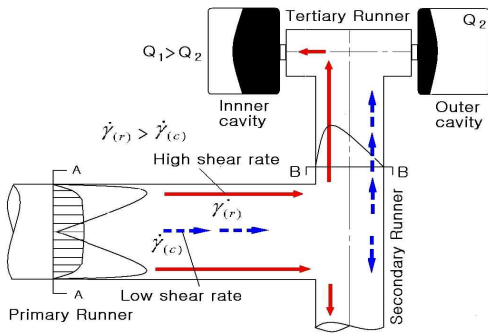 Tertiary Runner
Q₁>Q₂
Q₂
Innner
cavity
Outer
cavity
γ̇(r) > γ̇(c)
High shear rate
A
B
B
γ̇(r)
γ̇(c)
A
Low shear rate
Primary Runner
Secondary Runner